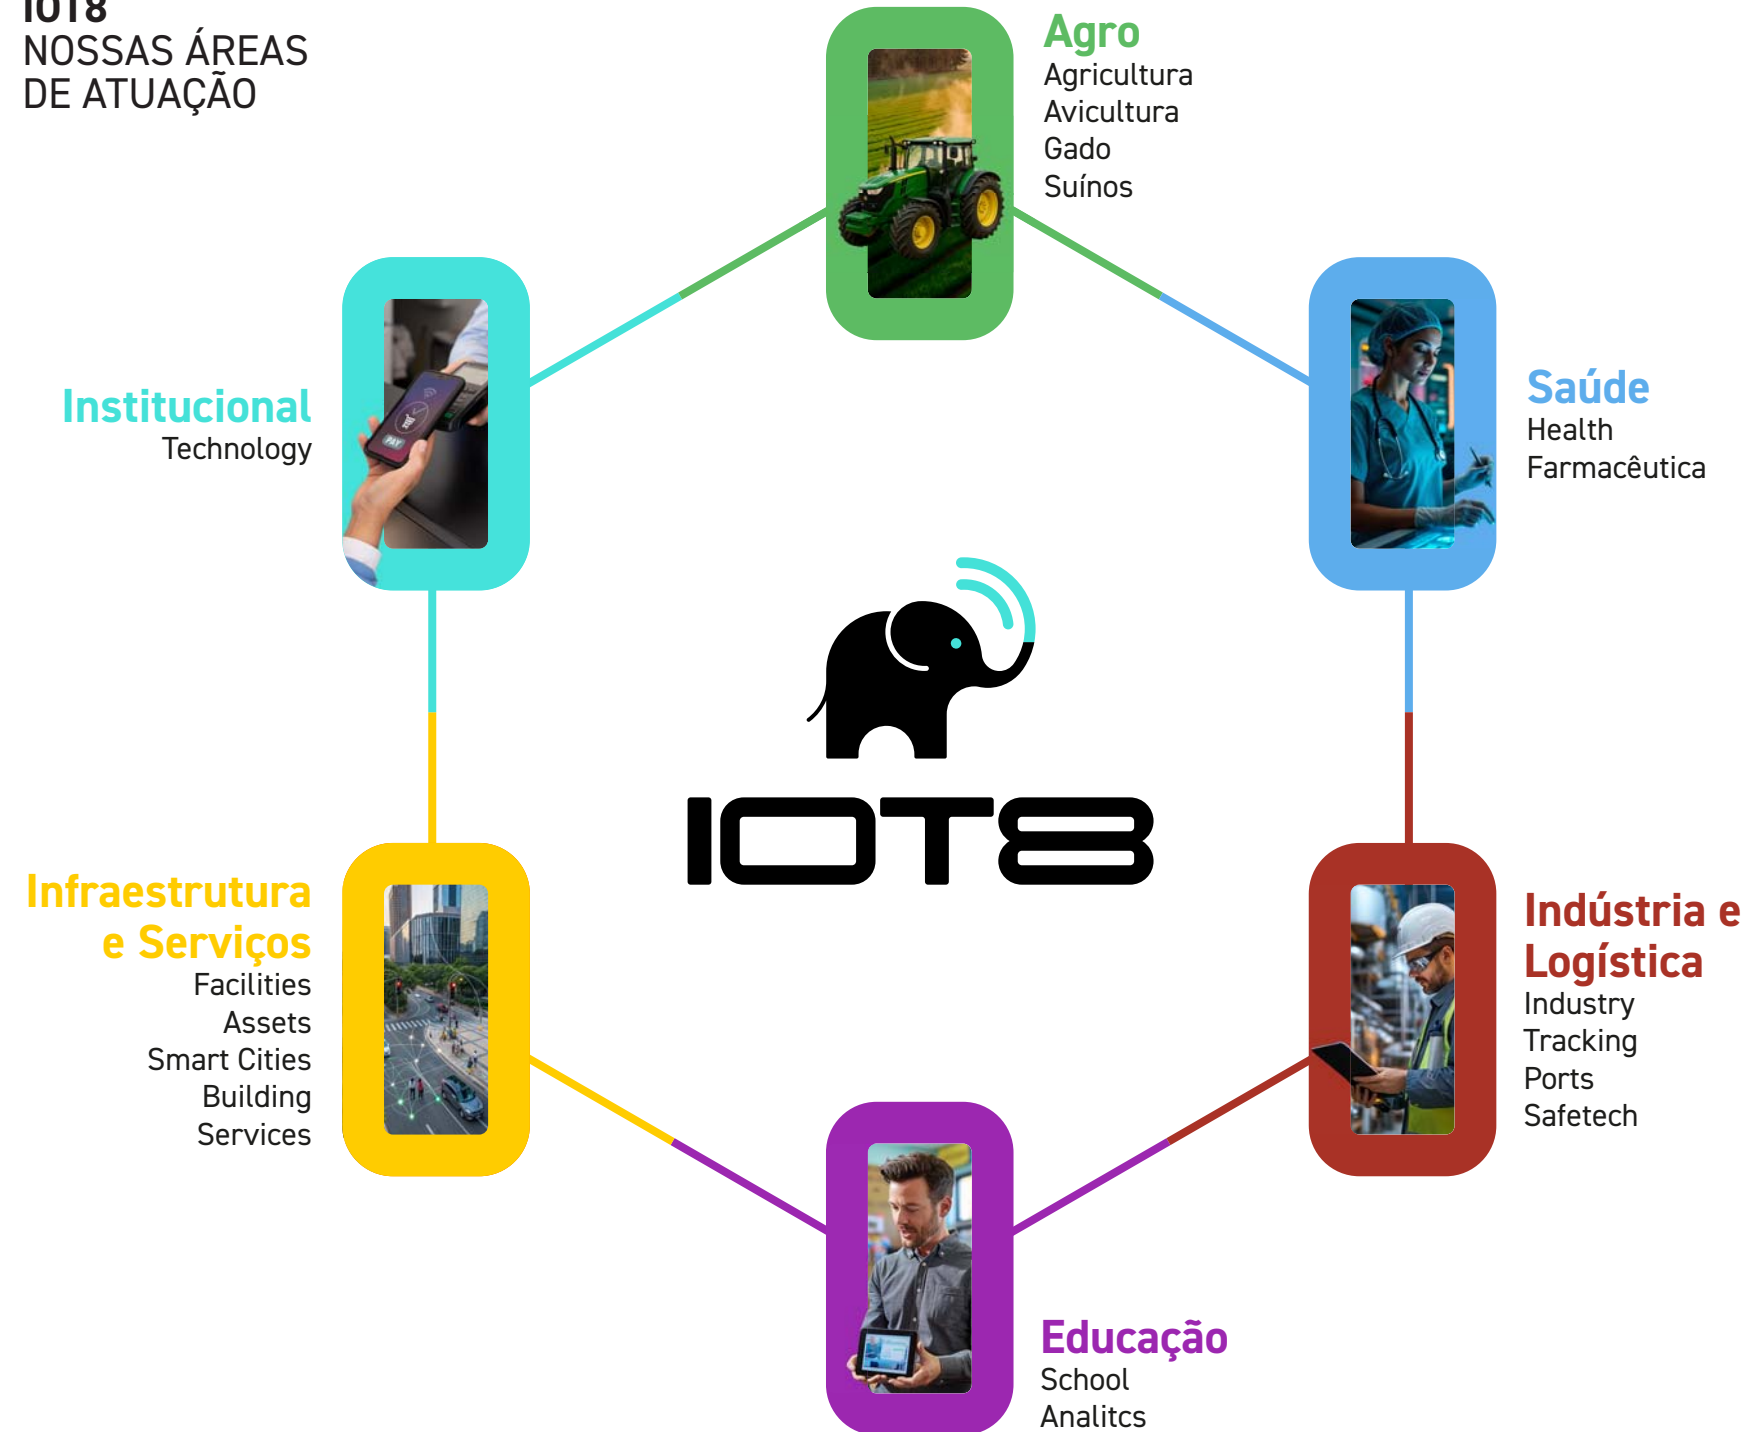 IOT8
NOSSAS ÁREAS
DE ATUAÇÃO
Agro
Agricultura
Avicultura
Gado
Suínos
Institucional
Technology
PAY
Saúde
Health
Farmacêutica
IOT8
Infraestrutura
e Serviços
Facilities
Assets
Smart Cities
Building
Services
Indústria e
Logística
Industry
Tracking
Ports
Safetech
Educação
School
Analitcs